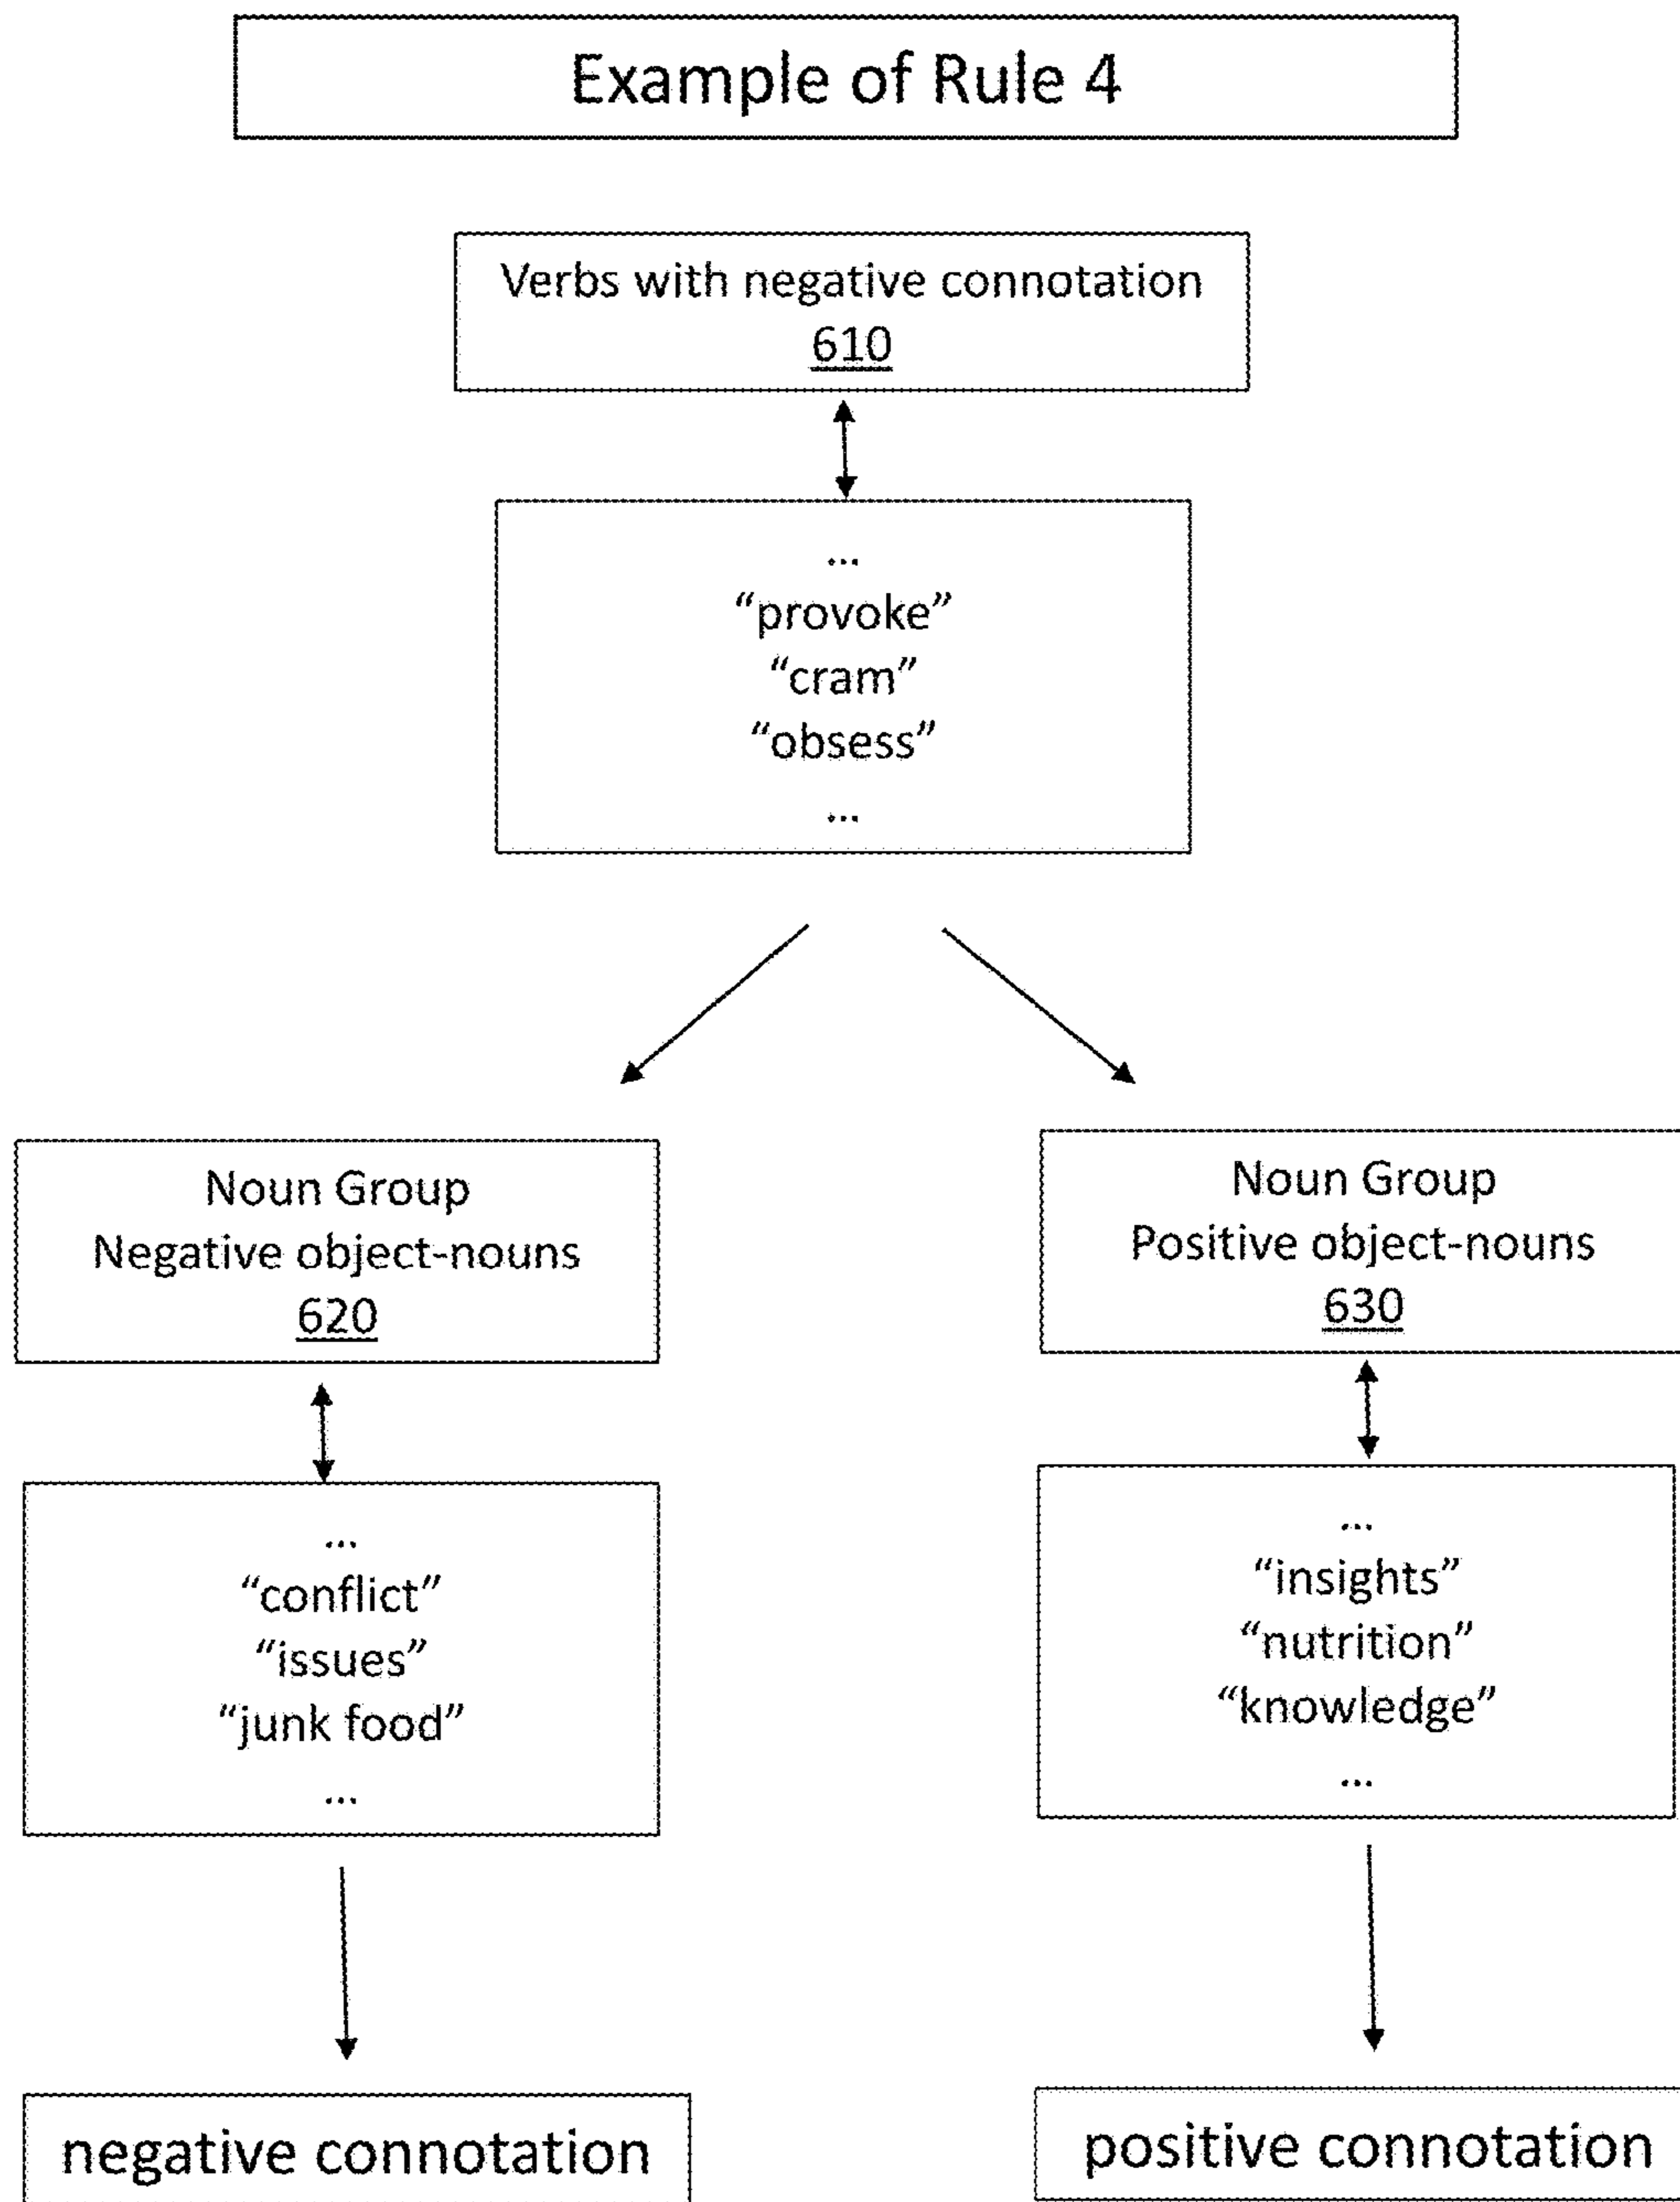 Example of Rule 4
Verbs with negative connotation
610
...
“provoke”
“cram”
“obsess”
...
Noun Group
Negative object-nouns
620
...
“conflict”
“issues”
“junk food”
...
negative connotation
Noun Group
Positive object-nouns
630
...
“insights”
“nutrition”
“knowledge”
...
positive connotation